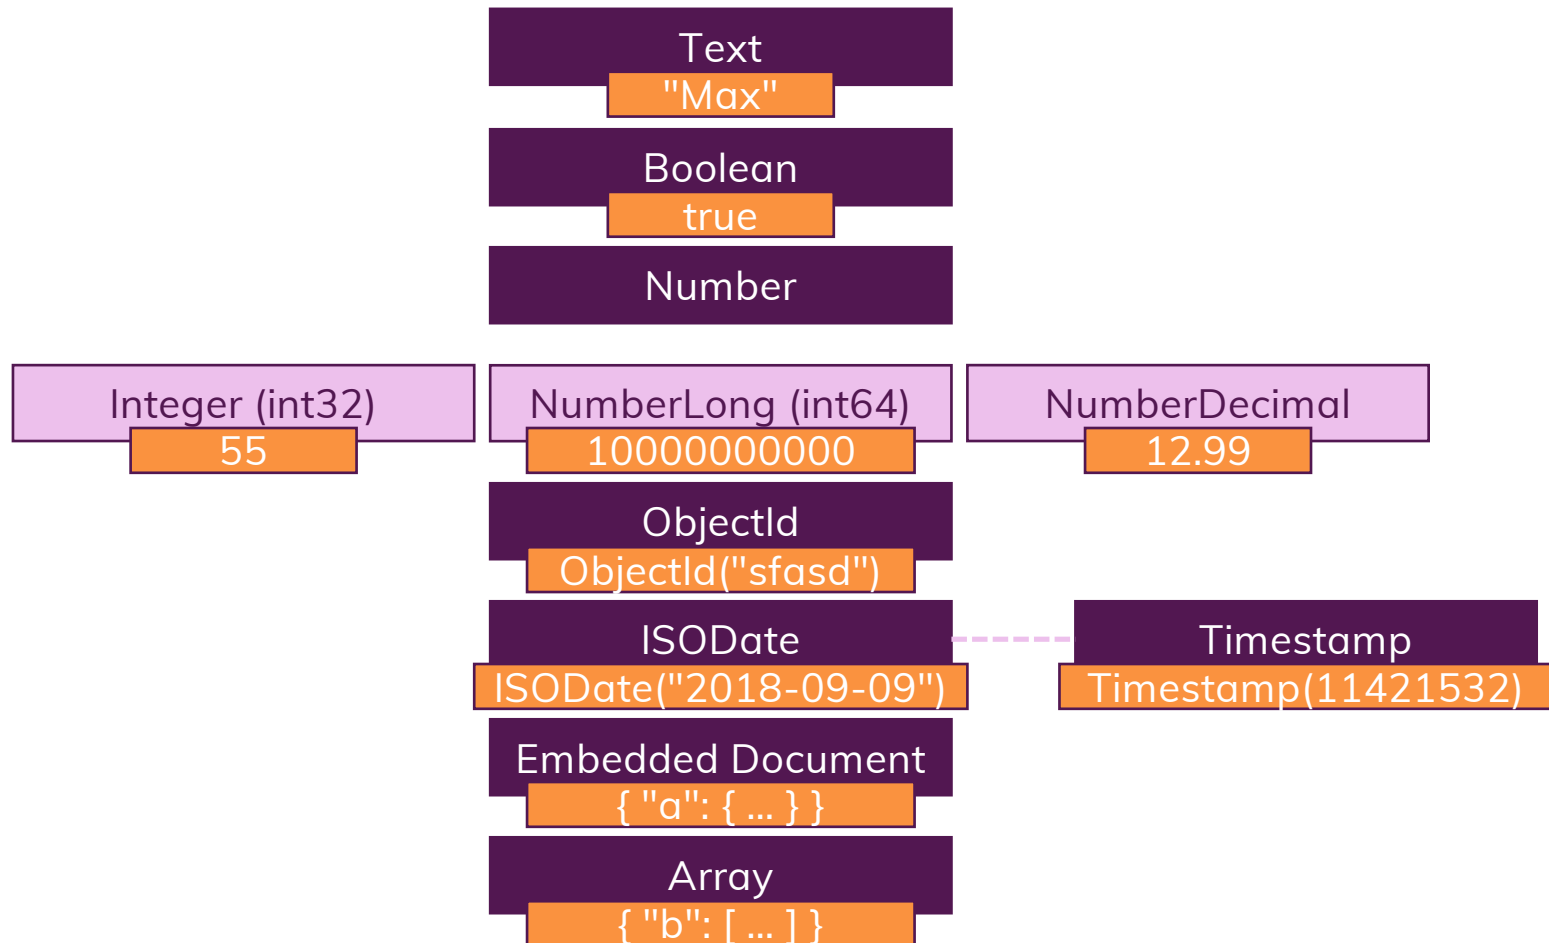 Text
"Max"
Boolean
true
Number
Integer (int32)
NumberLong (int64)
NumberDecimal
55
10000000000
12.99
ObjectId
ObjectId("sfasd")
ISODate
Timestamp
ISODate("2018-09-09")
Timestamp(11421532)
Embedded Document
{ "a": { ... } }
Array
{ "b": [ ... ] }